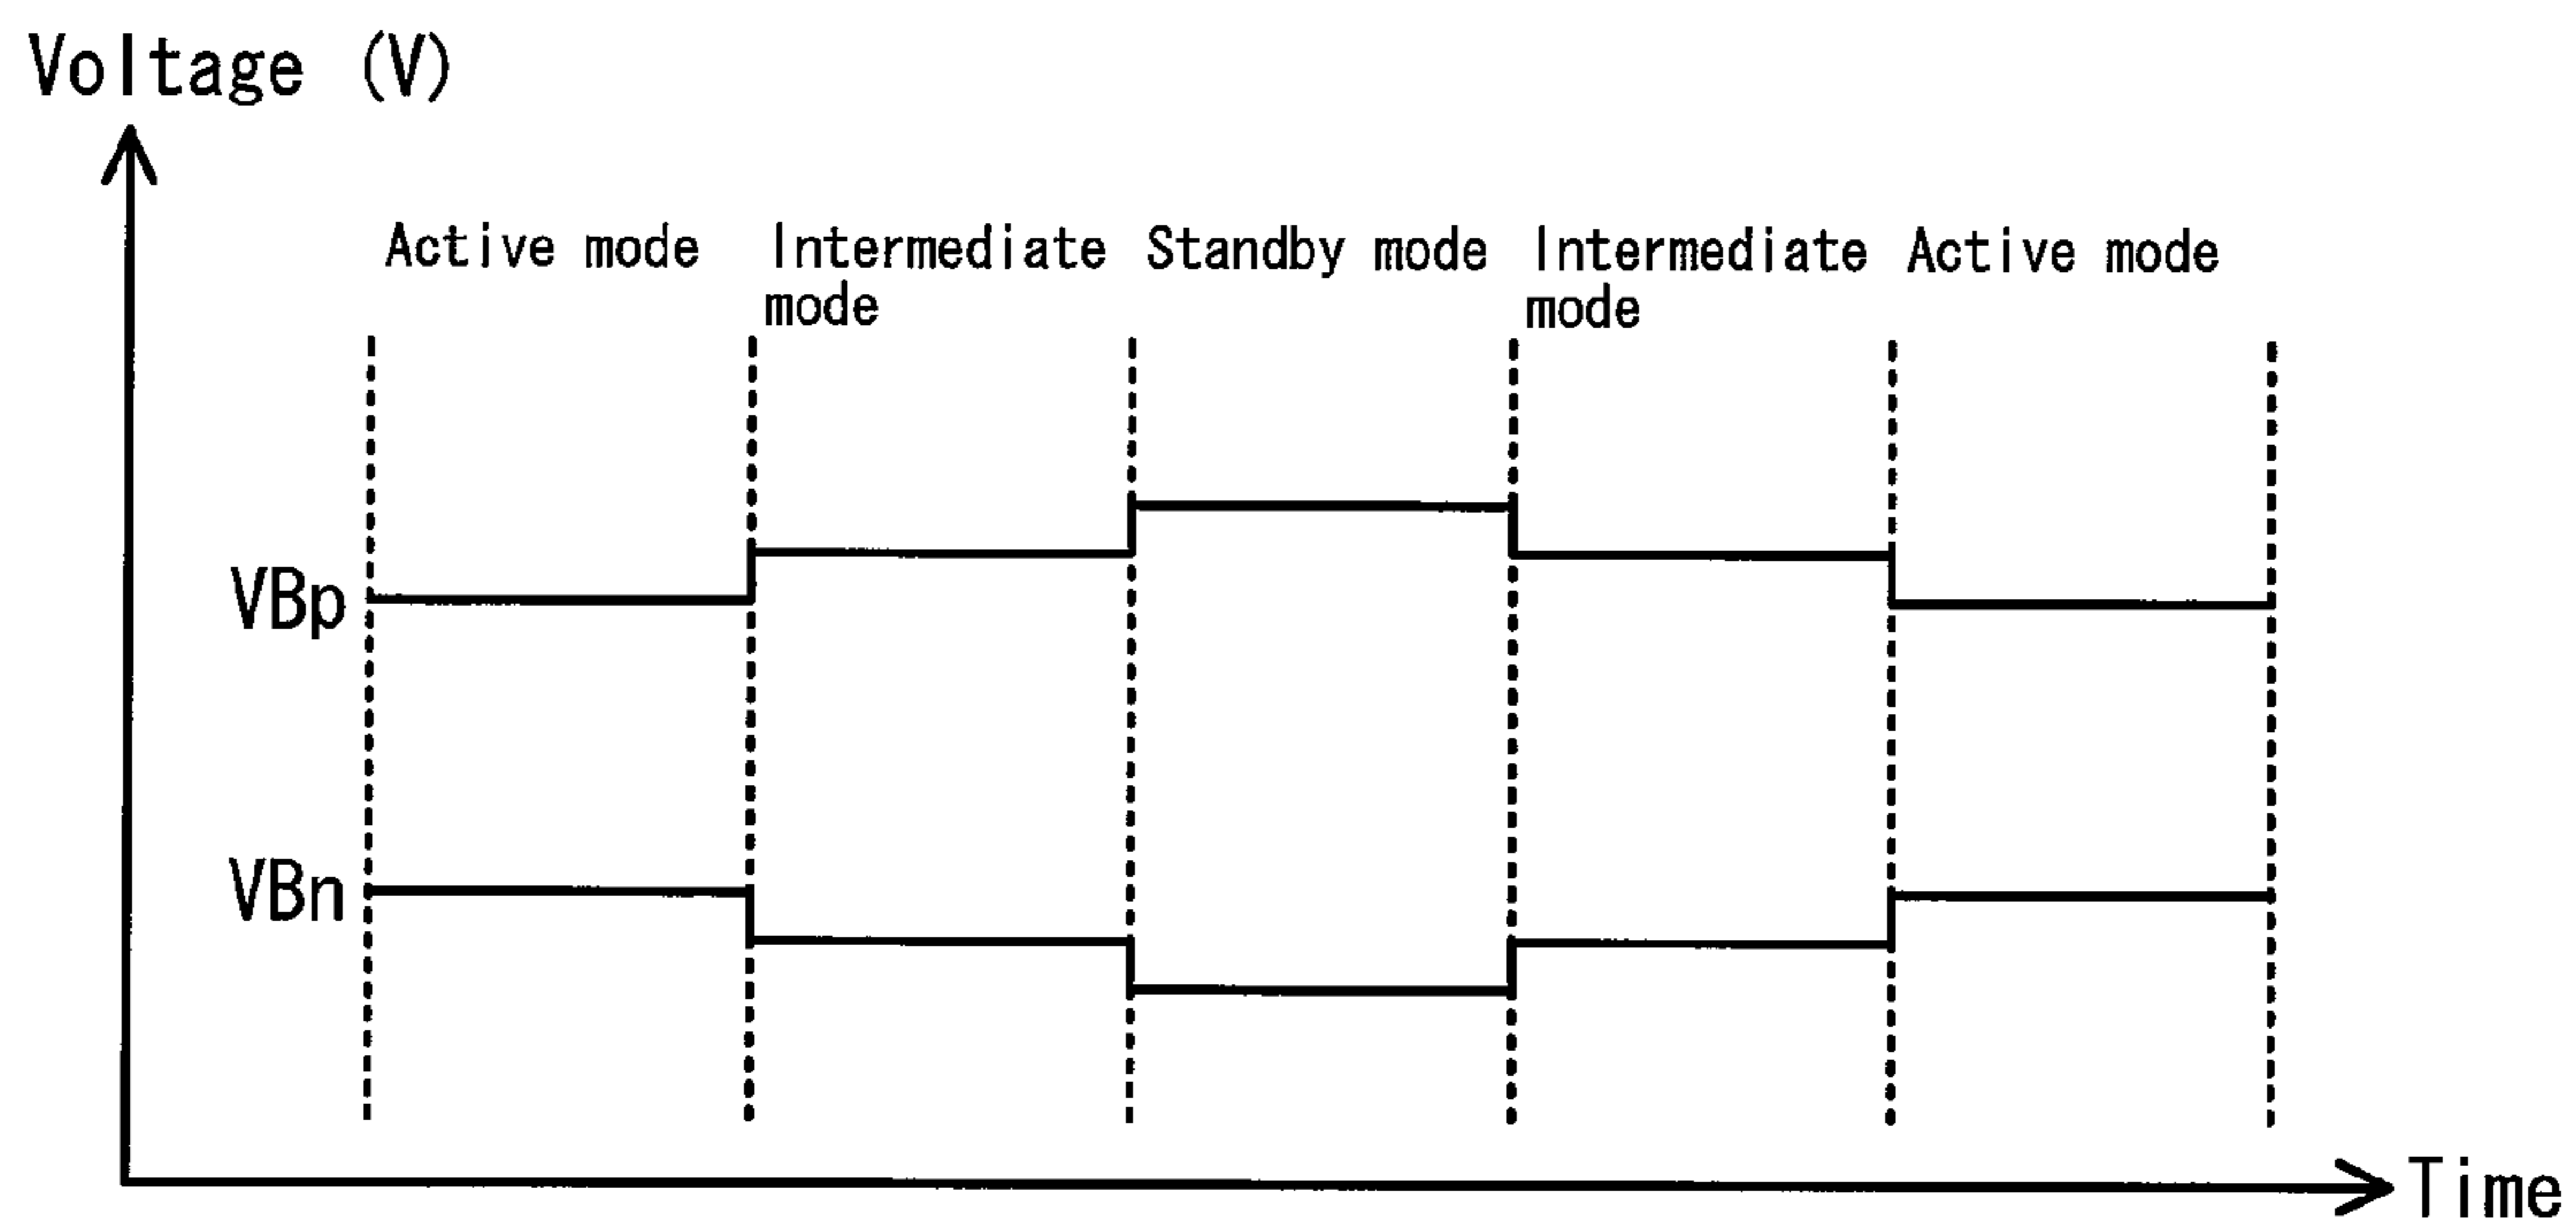 Voltage (V)
Active mode
Intermediate
mode
Standby mode
Intermediate
mode
Active mode
VBp
VBn
Time